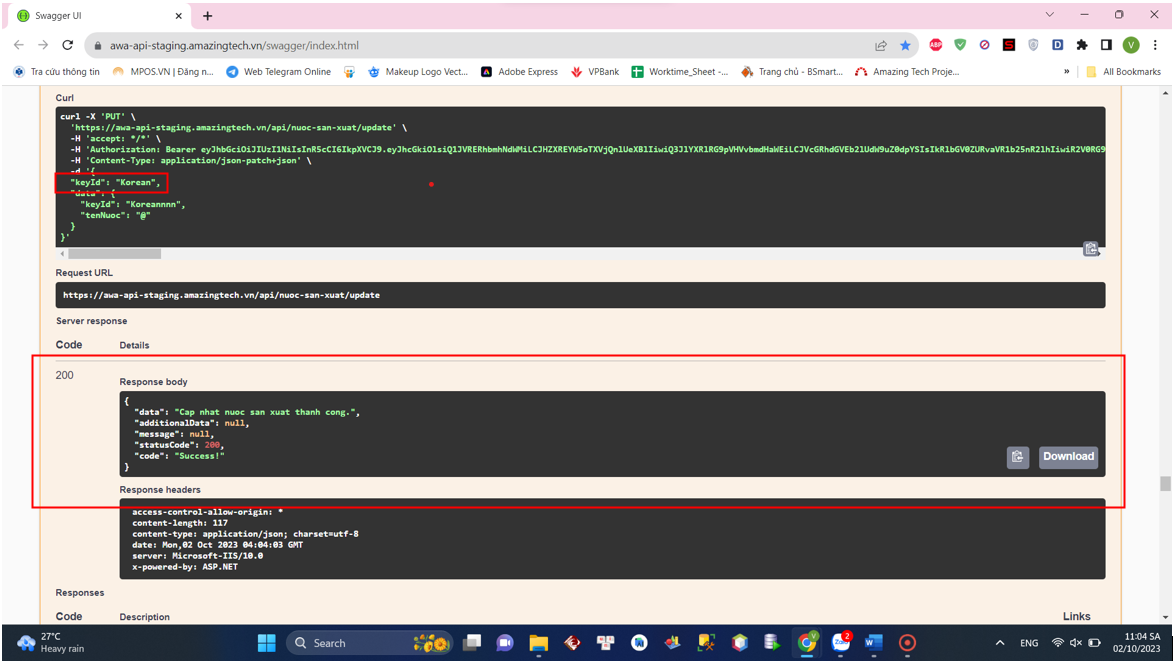 Swagger UI
awa-api-staging.amazingtech.vn/swagger/index.html
ABP
S
D
V
Tra cứu thông tin
MPOS.VN | Đăng n...
Web Telegram Online
Makeup Logo Vect...
Adobe Express
VPBank
Worktime_Sheet -...
Trang chủ - BSmart...
Amazing Tech Proje...
»
All Bookmarks
Curl
curl -X 'PUT' \
'https://awa-api-staging.amazingtech.vn/api/nuoc-san-xuat/update' \
-H 'accept: */*' \
-H 'Authorization: Bearer
-H 'Content-Type: application/json-patch+json' \
-d '{
"keyId": "Korean",
"data": {
"keyId": "Koreannnn",
"tenNuoc": "@"
}
}'
Request URL
https://awa-api-staging.amazingtech.vn/api/nuoc-san-xuat/update
Server response
Code
Details
200
Response body
{
"data": "Cap nhat nuoc san xuat thanh cong.",
"additionalData": null,
"message": null,
"statusCode": 200,
"code": "Success!"
}
Download
Response headers
access-control-allow-origin: *
content-length: 117
content-type: application/json; charset=utf-8
date: Mon,02 Oct 2023 04:04:03 GMT
server: Microsoft-IIS/10.0
x-powered-by: ASP.NET
Responses
Code
Description
Links
27°C
Heavy rain
Search
V
Zalo
2
W
ENG
11:04 SA
02/10/2023